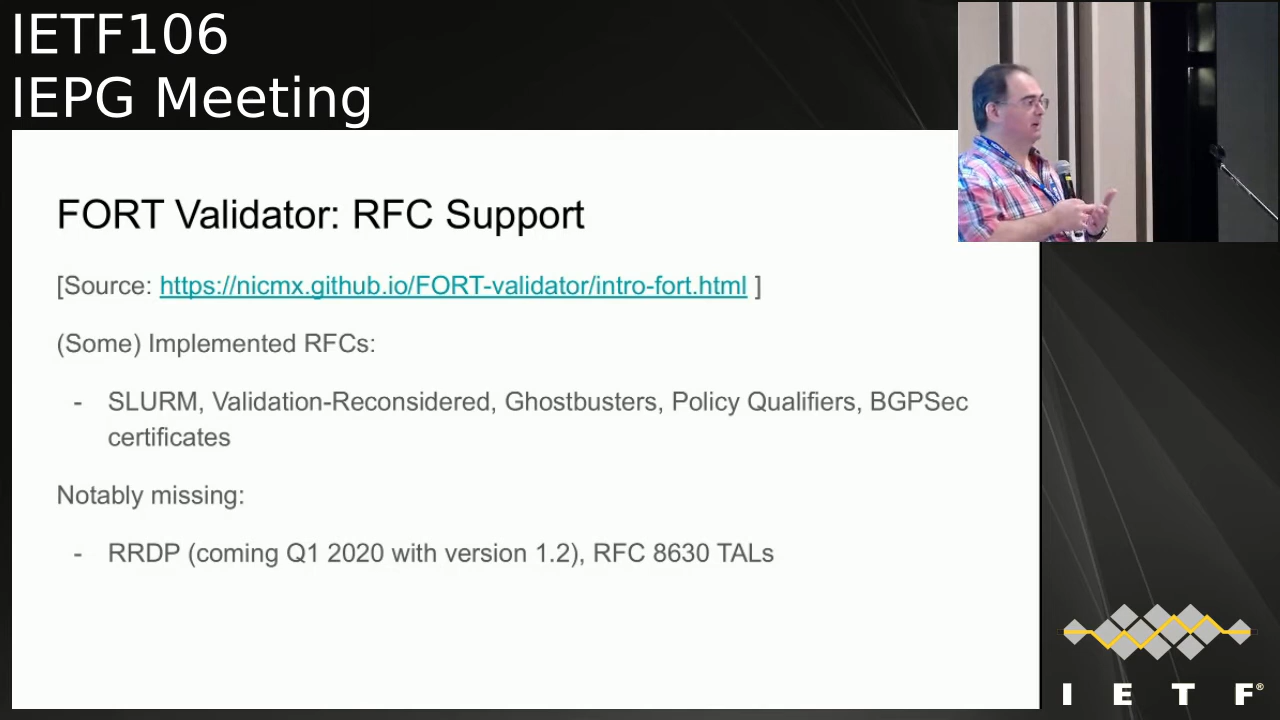 IETF106
IEPG Meeting
FORT Validator: RFC Support
[Source: https://nicmx.github.io/FORT-validator/intro-fort.html ]
(Some) Implemented RFCs:
- SLURM, Validation-Reconsidered, Ghostbusters, Policy Qualifiers, BGPSec
certificates
Notably missing:
- RRDP (coming Q1 2020 with version 1.2), RFC 8630 TALs
I E T F®